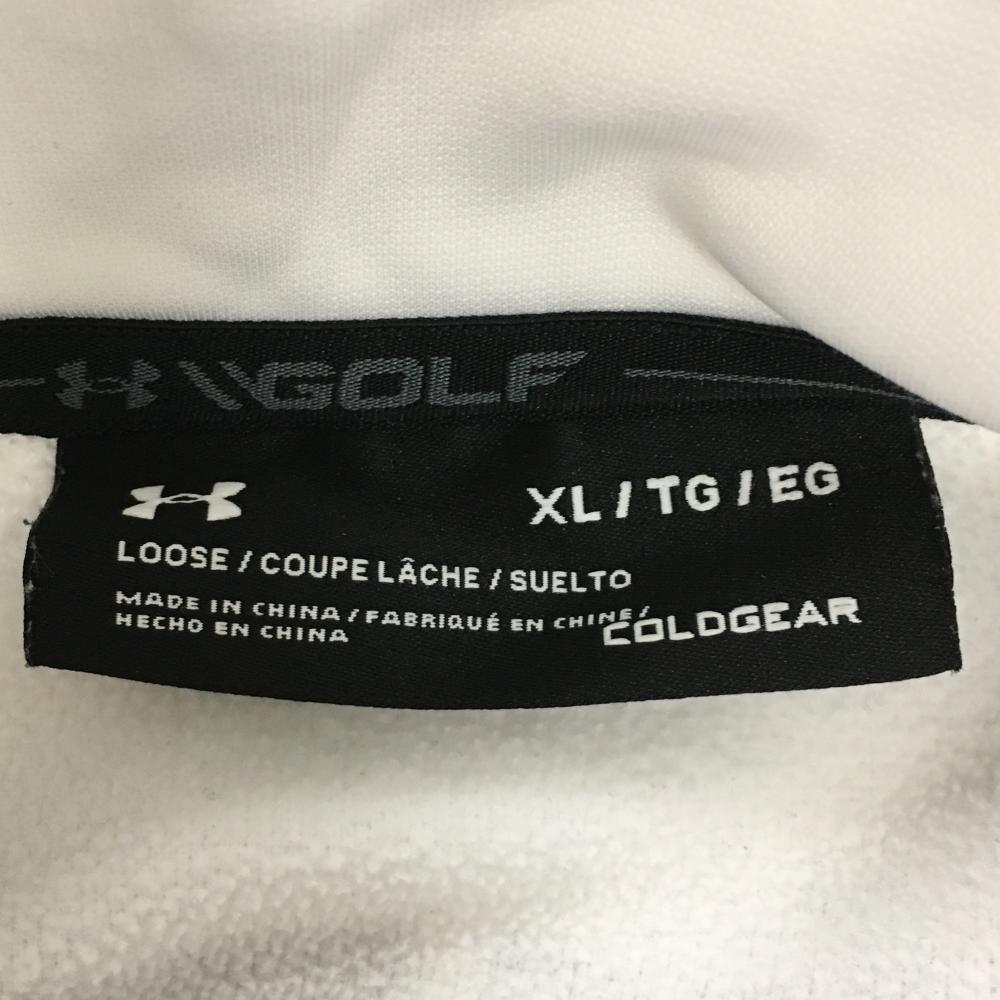 \\GOLF
XL / TG / EG
LOOSE / COUPE LÂCHE / SUELTO
MADE IN CHINA / FABRIQUÉ EN CHINE /
HECHO EN CHINA
COLDGEAR